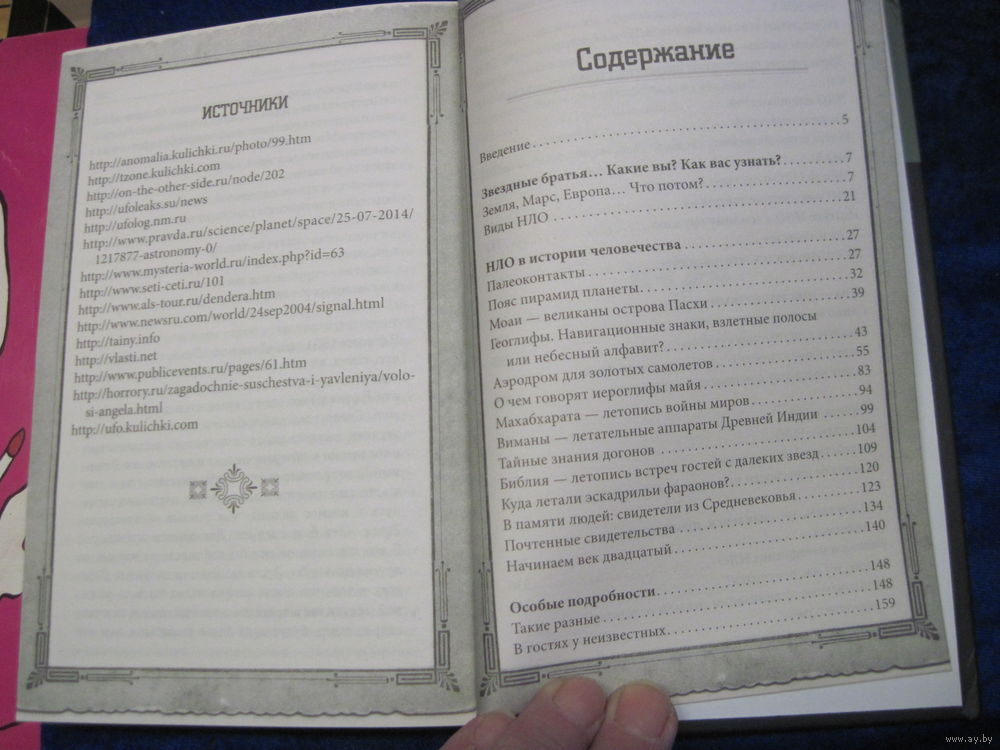 ИСТОЧНИКИ
http://anomalia.kulichki.ru/photo/99.htm
http://tzone.kulichki.com
http://on-the-other-side.ru/node/202
http://ufoleaks.su/news
http://ufolog.nm.ru
http://www.pravda.ru/science/planet/space/25-07-2014/
1217877-astronomy-0/
http://www.mysteria-world.ru/index.php?id=63
http://www.seti-ceti.ru/101
http://www.als-tour.ru/dendera.htm
http://www.newsru.com/world/24sep2004/signal.html
http://tainy.info
http://vlasti.net
http://www.publicevents.ru/pages/61.htm
http://horrory.ru/zagadochnie-suschestva-i-yavleniya/volo-
si-angela.html
http://ufo.kulichki.com
Содержание
Введение . . . 5
Звездные братья… Какие вы? Как вас узнать? . . . 7
Земля, Марс, Европа… Что потом? . . . 7
Виды НЛО . . . 21
НЛО в истории человечества . . . 27
Палеоконтакты . . . 27
Пояс пирамид планеты . . . 32
Моаи — великаны острова Пасхи . . . 39
Геоглифы. Навигационные знаки, взлетные полосы
или небесный алфавит? . . . 43
Аэродром для золотых самолетов . . . 55
О чем говорят иероглифы майя . . . 83
Махабхарата — летопись войны миров . . . 94
Виманы — летательные аппараты Древней Индии . . . 99
Тайные знания догонов . . . 104
Библия — летопись встреч гостей с далеких звезд . . . 109
Куда летали эскадрильи фараонов? . . . 120
В памяти людей: свидетели из Средневековья . . . 123
Почтенные свидетельства . . . 134
Начинаем век двадцатый . . . 140
Особые подробности . . . 148
Такие разные . . . 148
В гостях у неизвестных . . . 159
www.ay.by